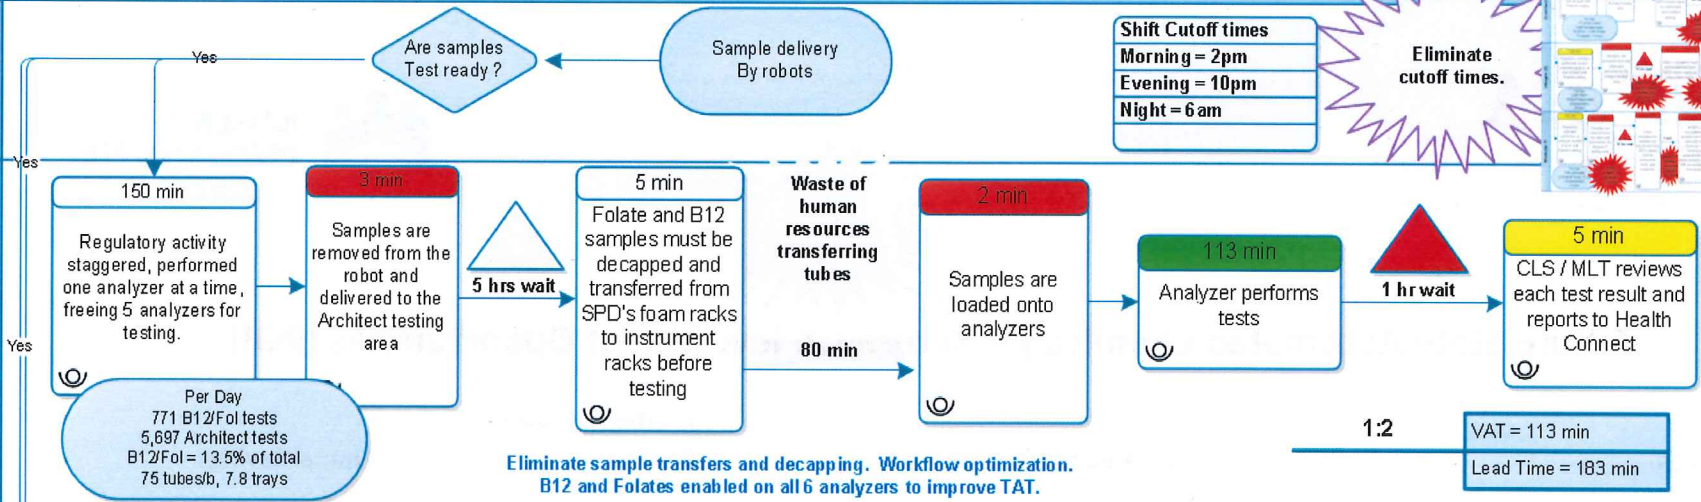 Are samples
Test ready ?
Sample delivery
By robots
Shift Cutoff times
Morning = 2pm
Evening = 10pm
Night = 6am
Eliminate
cutoff times.
Yes
Yes
Yes
150 min
Regulatory activity
staggered, performed
one analyzer at a time,
freeing 5 analyzers for
testing.
3 min
Samples are
removed from the
robot and
delivered to the
Architect testing
area
5 hrs wait
5 min
Folate and B12
samples must be
decapped and
transferred from
SPD's foam racks
to instrument
racks before
testing
Waste of
human
resources
transferring
tubes
80 min
2 min
Samples are
loaded onto
analyzers
113 min
Analyzer performs
tests
1 hr wait
5 min
CLS / MLT reviews
each test result and
reports to Health
Connect
Per Day
771 B12/Fol tests
5,697 Architect tests
B12/Fol = 13.5% of total
75 tubes/b, 7.8 trays
Eliminate sample transfers and decapping. Workflow optimization.
B12 and Folates enabled on all 6 analyzers to improve TAT.
1:2
VAT = 113 min
Lead Time = 183 min